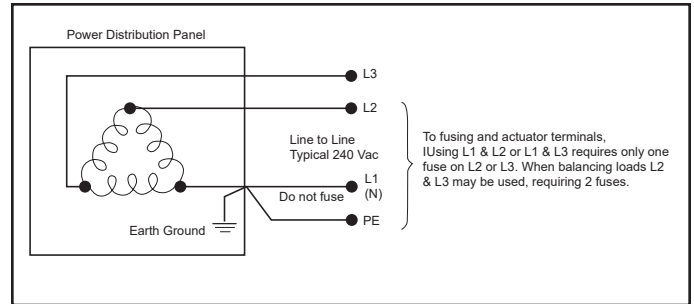 Power Distribution Panel
L3
L2
Line to Line
Typical 240 Vac
To fusing and actuator terminals,
IUsing L1 & L2 or L1 & L3 requires only one
fuse on L2 or L3. When balancing loads L2
& L3 may be used, requiring 2 fuses.
L1
(N)
Do not fuse
PE
Earth Ground